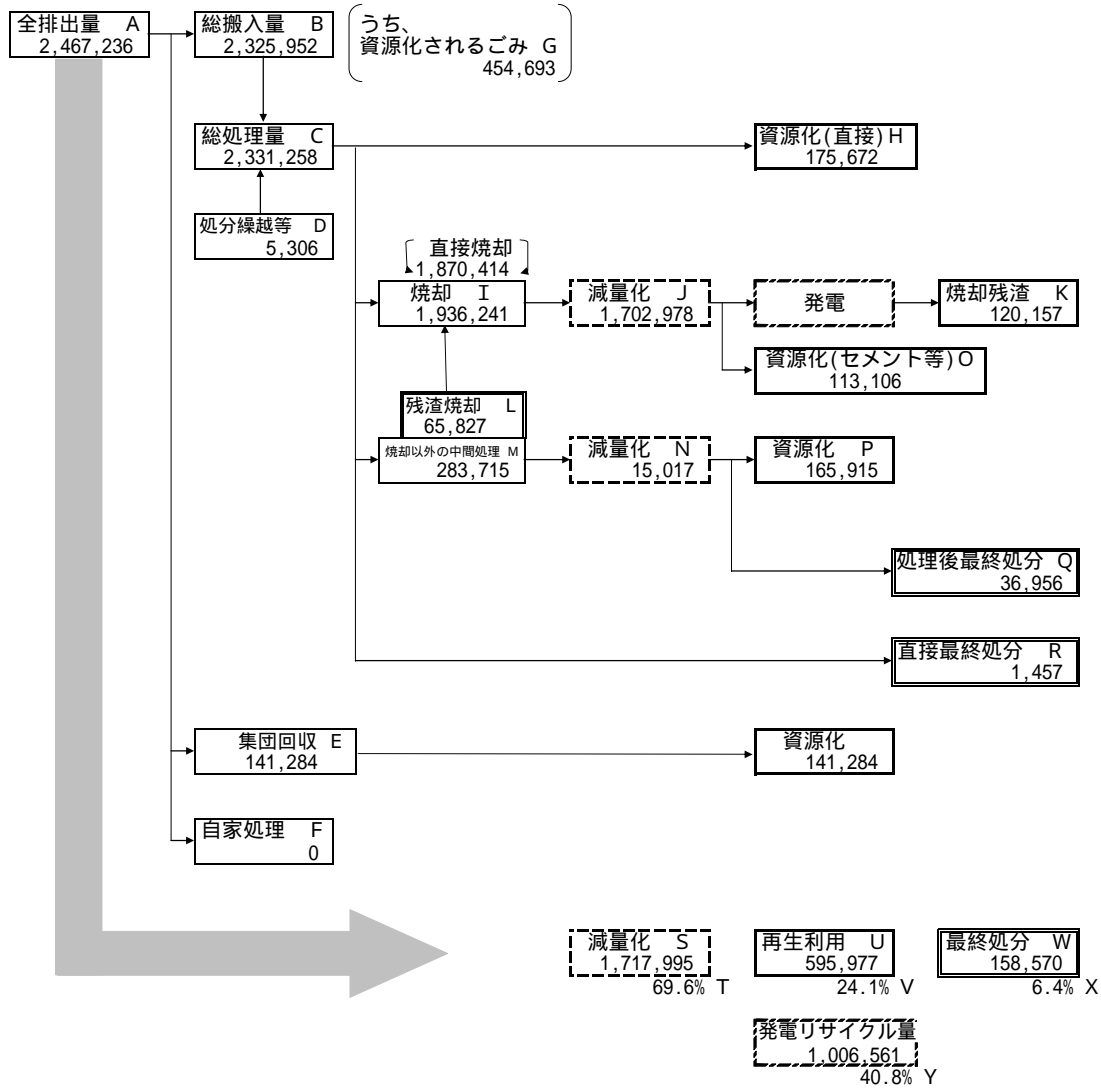 全排出量 A
2,467,236
総搬入量 B
2,325,952
うち、
資源化されるごみ G
454,693
総処理量 C
2,331,258
資源化(直接)H
175,672
処分繰越等 D
5,306
直接焼却
1,870,414
焼却 I
1,936,241
減量化 J
1,702,978
発電
焼却残渣 K
120,157
資源化(セメント等)O
113,106
残渣焼却 L
65,827
焼却以外の中間処理 M
283,715
減量化 N
15,017
資源化 P
165,915
処理後最終処分 Q
36,956
直接最終処分 R
1,457
集団回収 E
141,284
資源化
141,284
自家処理 F
0
減量化 S
1,717,995
69.6% T
再生利用 U
595,977
24.1% V
最終処分 W
158,570
6.4% X
発電リサイクル量
1,006,561
40.8% Y